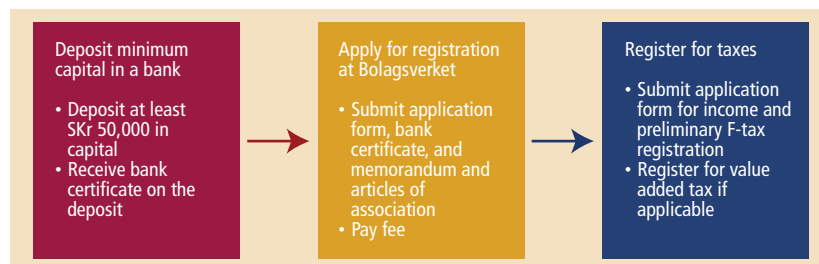 Deposit minimum
capital in a bank
• Deposit at least
SKr 50,000 in
capital
• Receive bank
certificate on the
deposit
Apply for registration
at Bolagsverket
• Submit application
form, bank
certificate, and
memorandum and
articles of
association
• Pay fee
Register for taxes
• Submit application
form for income and
preliminary F-tax
registration
• Register for value
added tax if
applicable